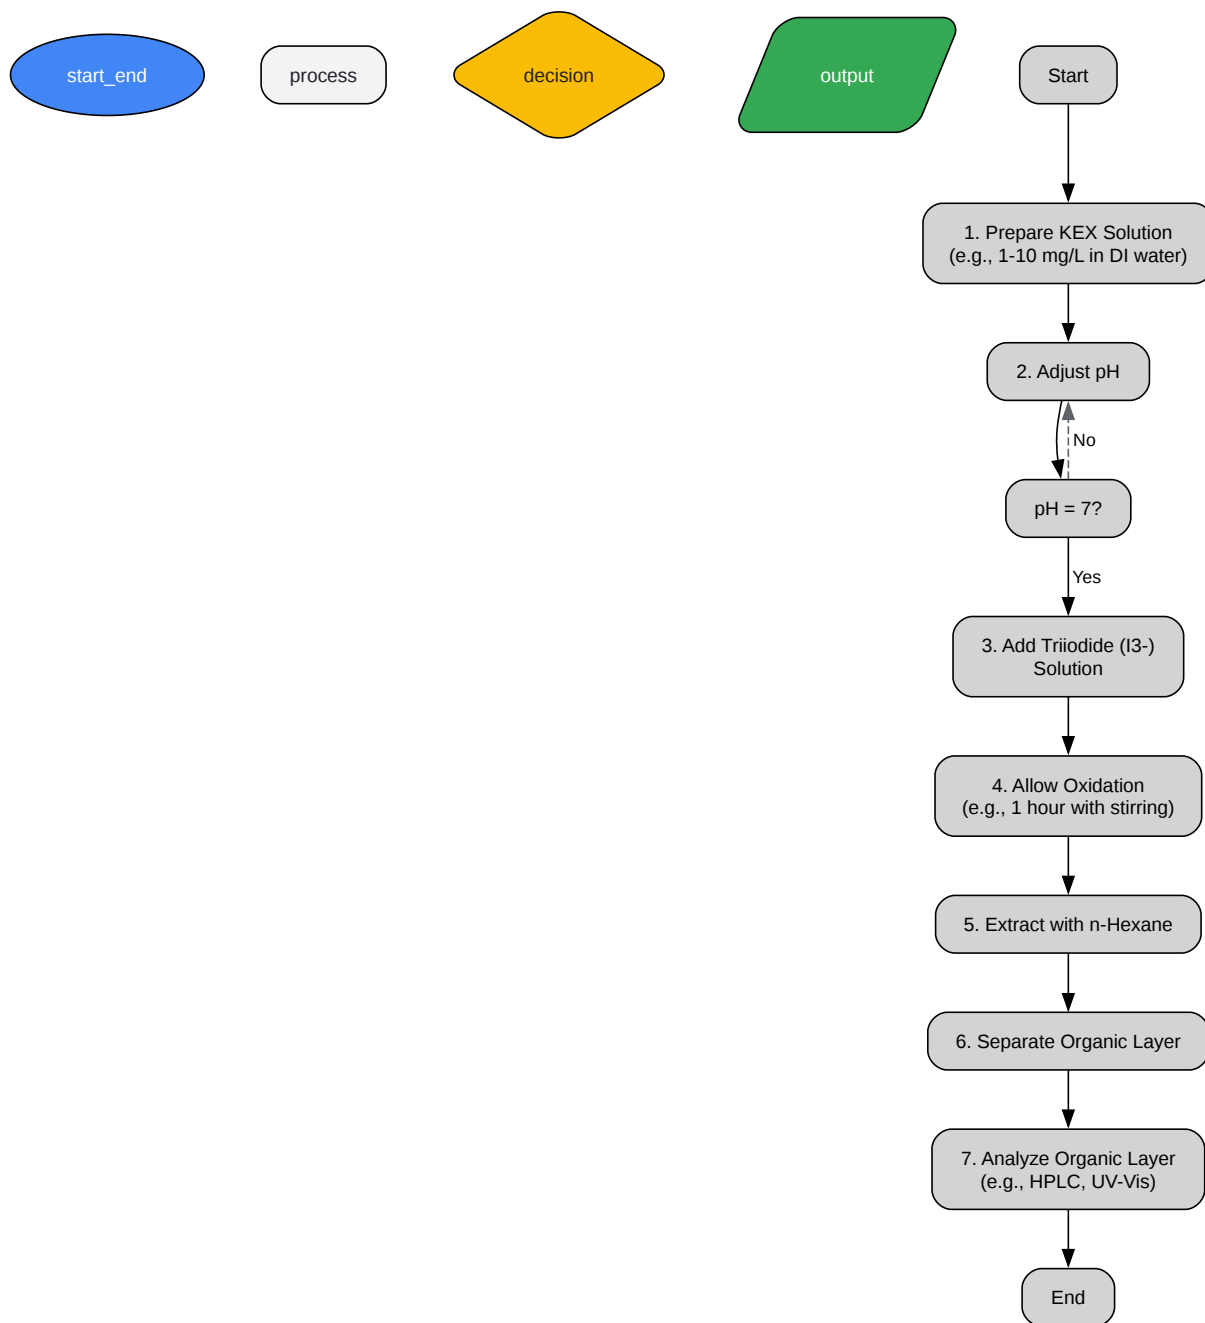 start_end
process
decision
output
Start
1. Prepare KEX Solution
(e.g., 1-10 mg/L in DI water)
2. Adjust pH
No
pH = 7?
Yes
3. Add Triiodide (I3-)
Solution
4. Allow Oxidation
(e.g., 1 hour with stirring)
5. Extract with n-Hexane
6. Separate Organic Layer
7. Analyze Organic Layer
(e.g., HPLC, UV-Vis)
End